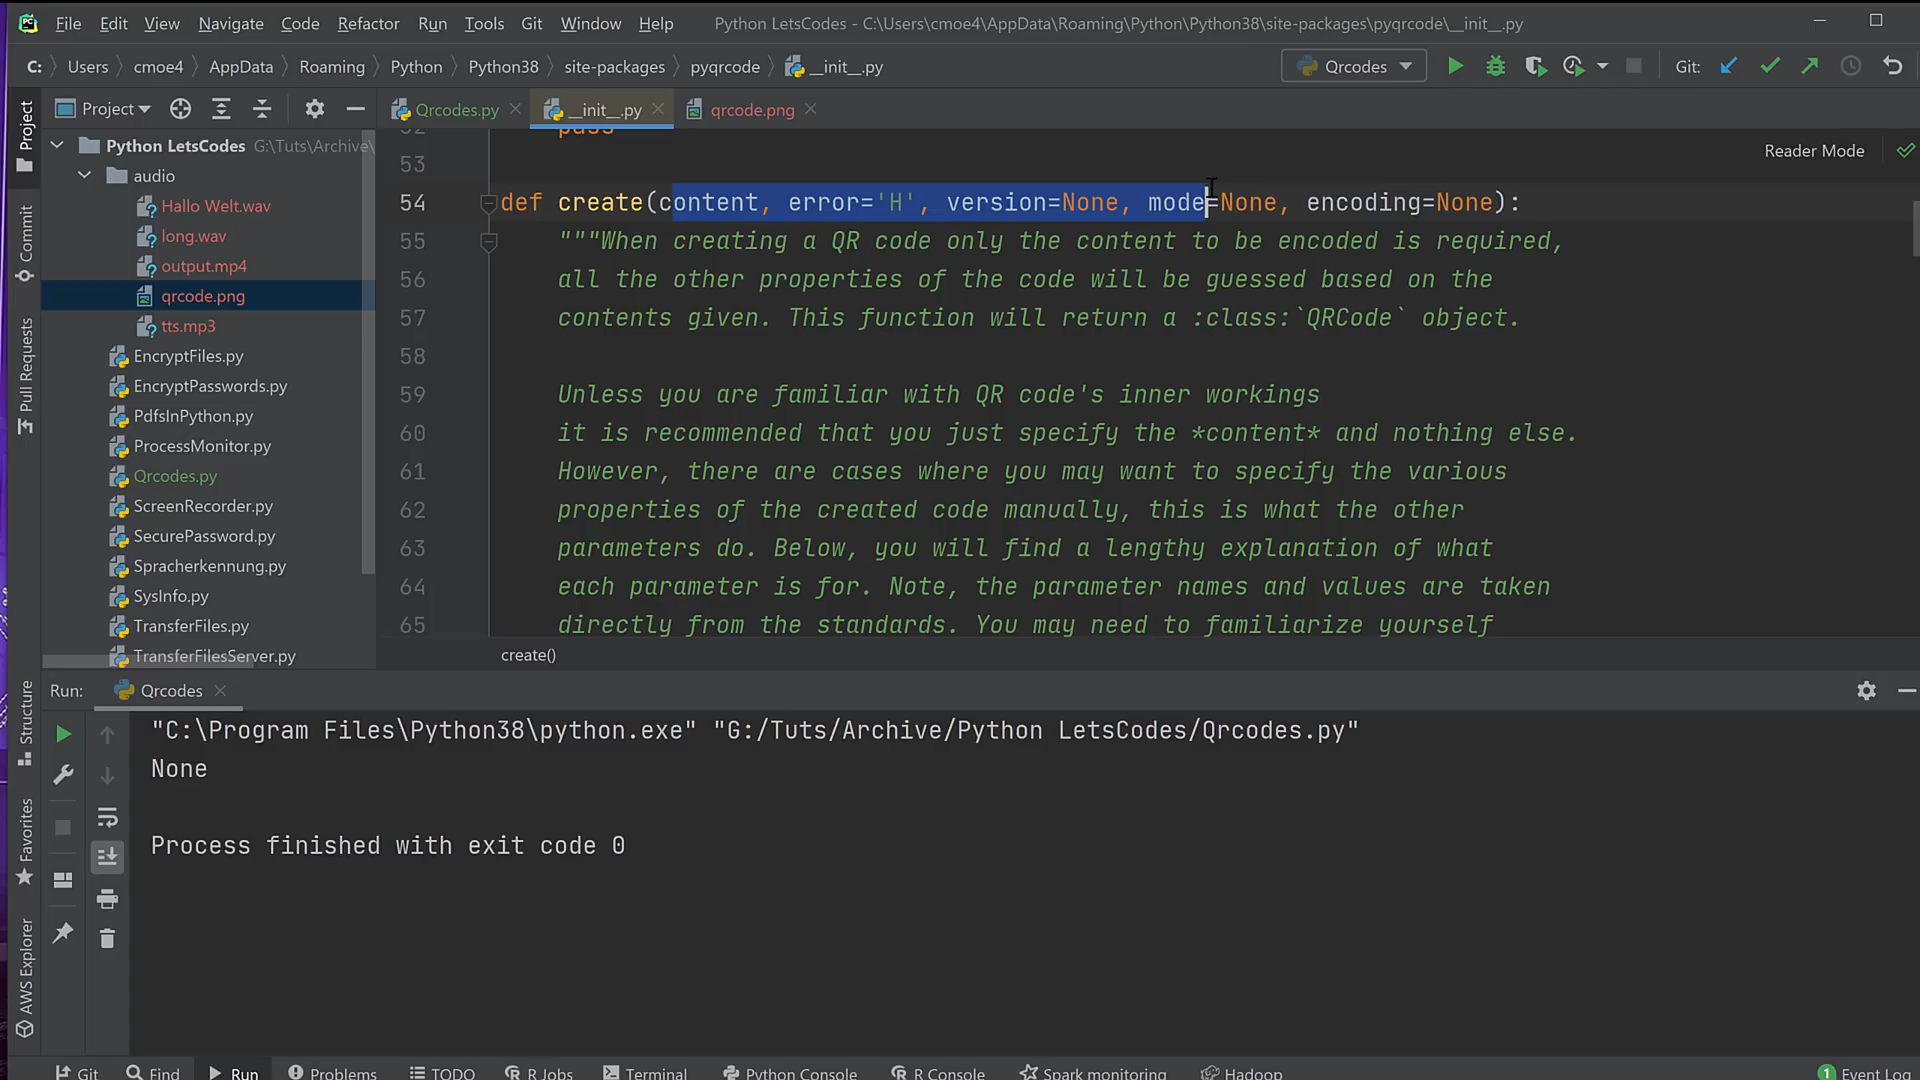 File Edit View Navigate Code Refactor Run Tools Git Window Help Python LetsCodes - C:\Users\cmoe4\AppData\Roaming\Python\Python38\site-packages\pyqrcode\__init__.py
C: Users cmoe4 AppData Roaming Python Python38 site-packages pyqrcode __init__.py Qrcodes Git:
Project Qrcodes.py __init__.py qrcode.png
Python LetsCodes G:\Tuts\Archive\
audio
Hallo Welt.wav
long.wav
output.mp4
qrcode.png
tts.mp3
EncryptFiles.py
EncryptPasswords.py
PdfsInPython.py
ProcessMonitor.py
Qrcodes.py
ScreenRecorder.py
SecurePassword.py
Spracherkennung.py
SysInfo.py
TransferFiles.py
TransferFilesServer.py
Project
Commit
Pull Requests
Structure
Favorites
AWS Explorer
Reader Mode
52 pass
53
54 def create(content, error='H', version=None, mode=None, encoding=None):
55 """When creating a QR code only the content to be encoded is required,
56 all the other properties of the code will be guessed based on the
57 contents given. This function will return a :class:`QRCode` object.
58
59 Unless you are familiar with QR code's inner workings
60 it is recommended that you just specify the *content* and nothing else.
61 However, there are cases where you may want to specify the various
62 properties of the created code manually, this is what the other
63 parameters do. Below, you will find a lengthy explanation of what
64 each parameter is for. Note, the parameter names and values are taken
65 directly from the standards. You may need to familiarize yourself
create()
Run: Qrcodes
"C:\Program Files\Python38\python.exe" "G:/Tuts/Archive/Python LetsCodes/Qrcodes.py"
None
Process finished with exit code 0
Git Find Run Problems TODO R Jobs Terminal Python Console R Console Spark monitoring Hadoop 1 Event Log